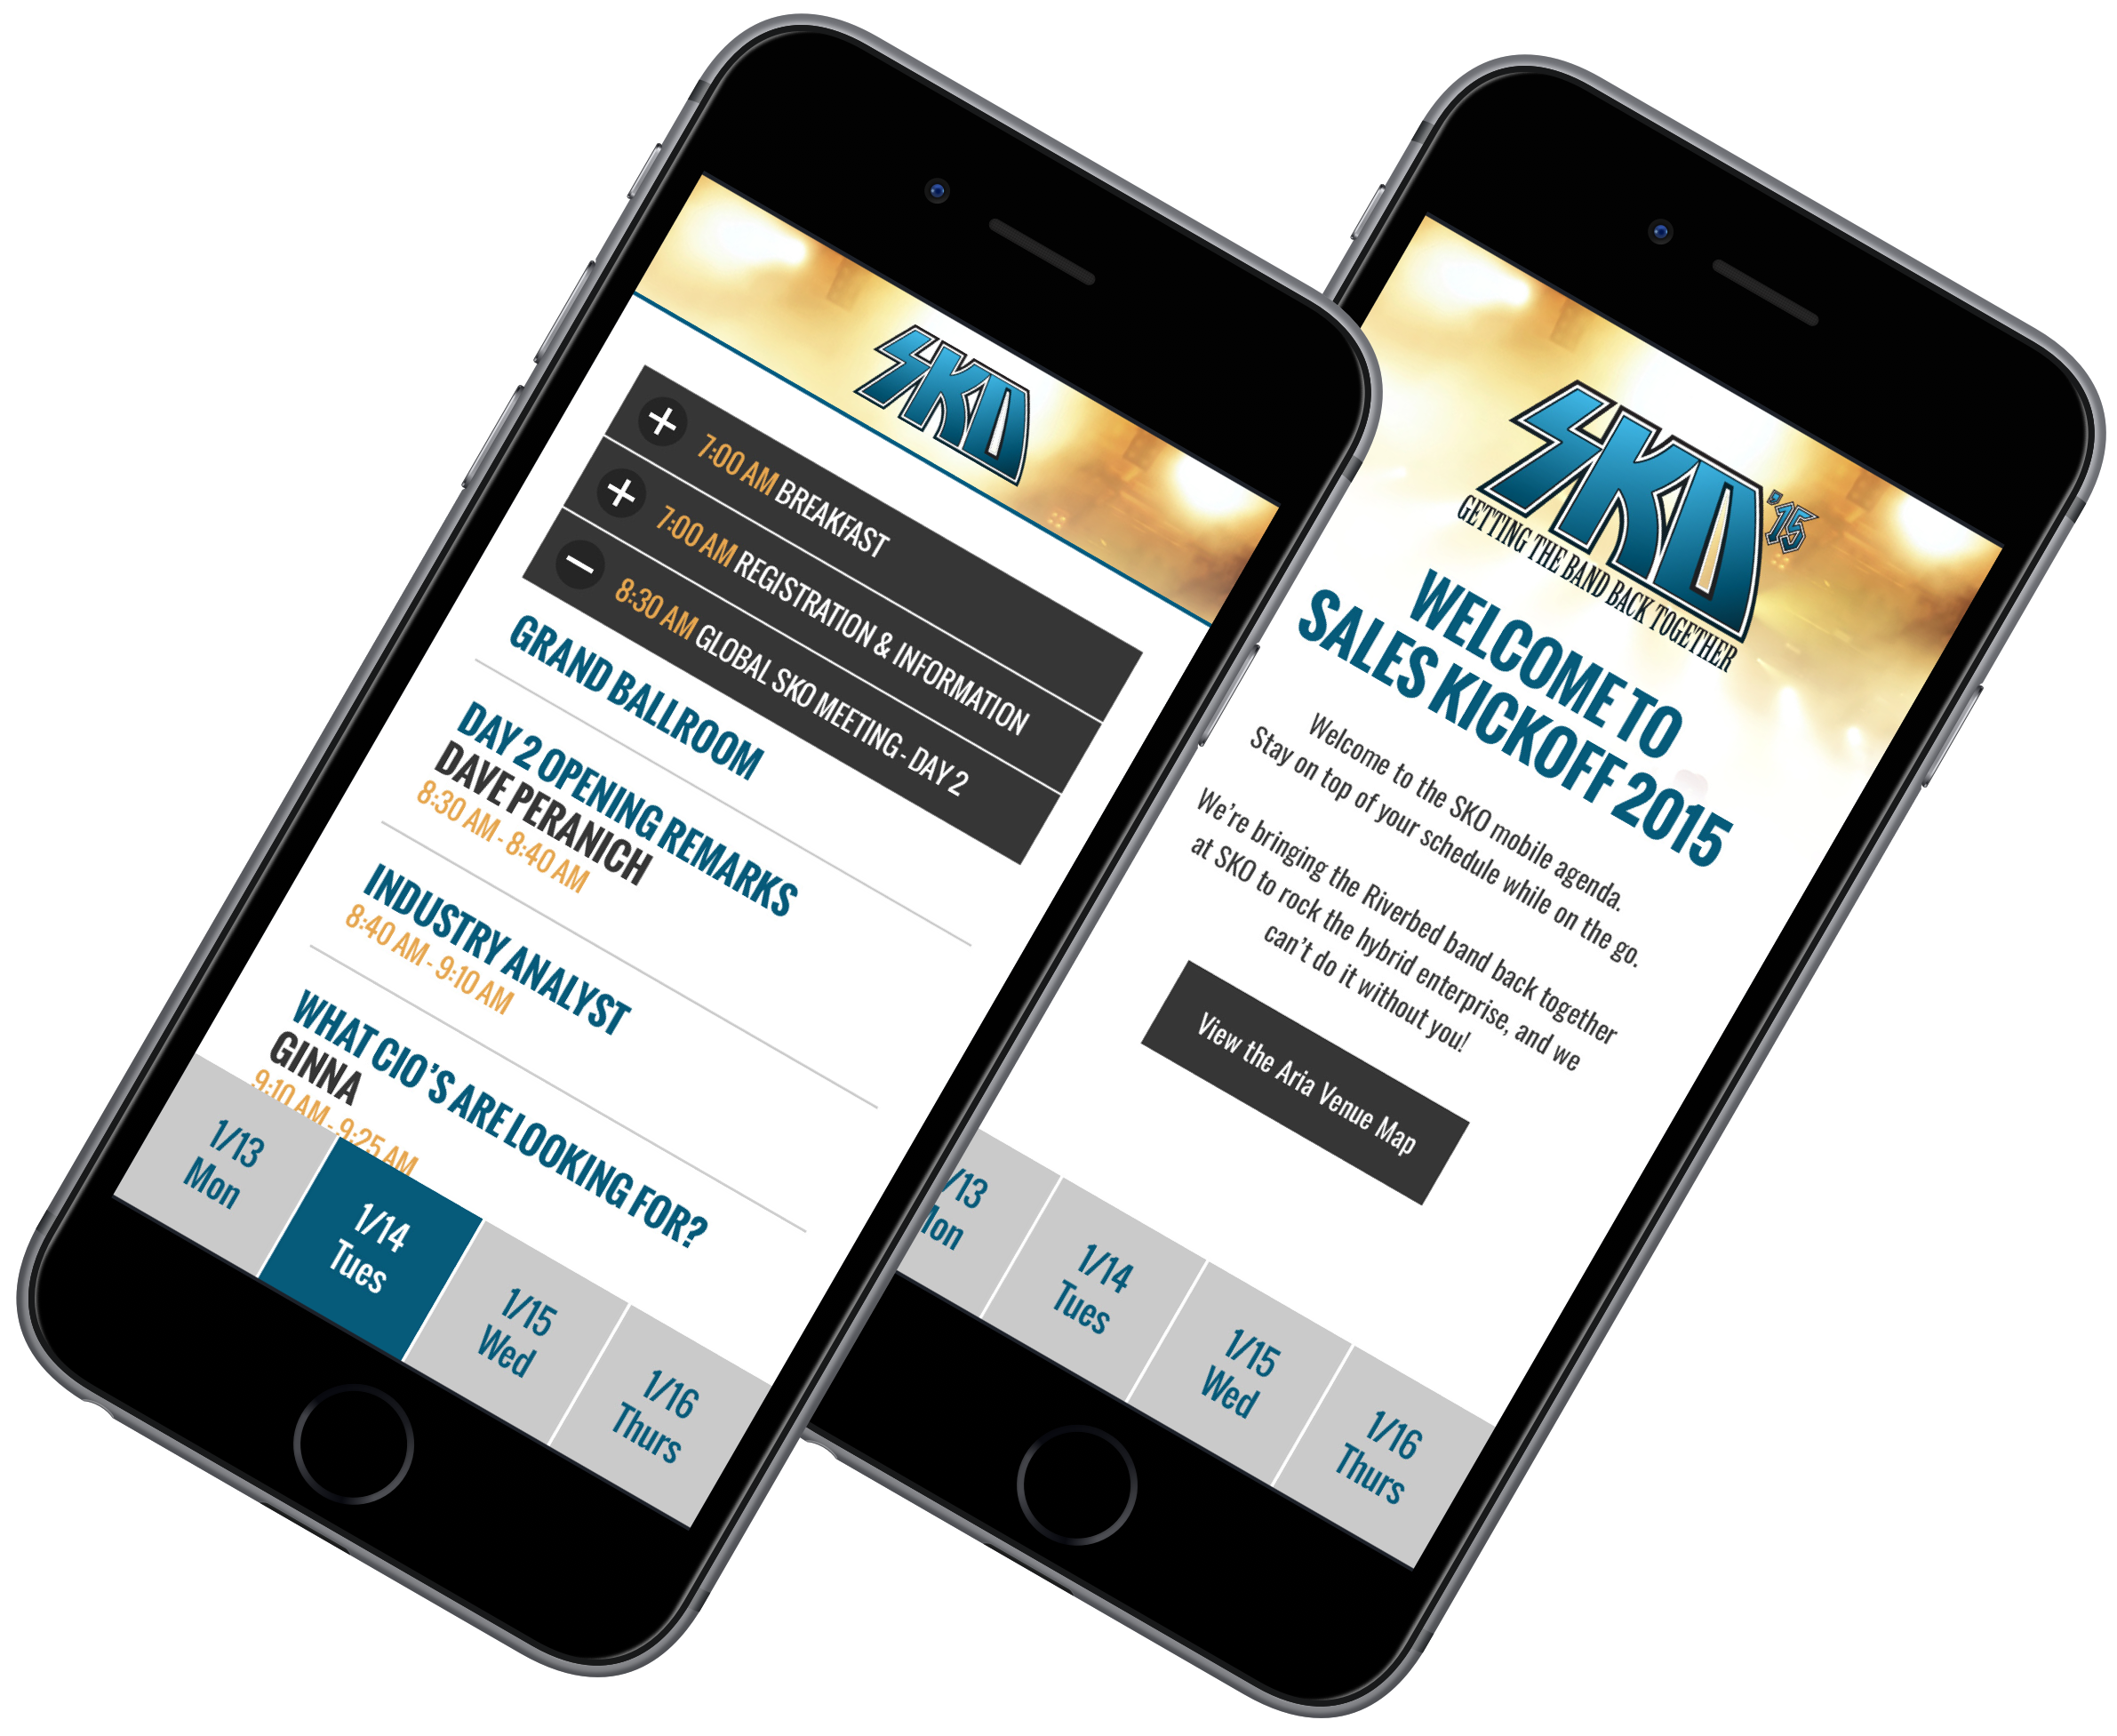 SKO
7:00 AM BREAKFAST
7:00 AM REGISTRATION & INFORMATION
8:30 AM GLOBAL SKO MEETING - DAY 2
GRAND BALLROOM
DAY 2 OPENING REMARKS
DAVE PERANICH
8:30 AM - 8:40 AM
INDUSTRY ANALYST
8:40 AM - 9:10 AM
WHAT CIO'S ARE LOOKING FOR?
GINNA
9:10 AM - 9:25 AM
1/13
Mon
1/14
Tues
1/15
Wed
1/16
Thurs
SKO '15
GETTING THE BAND BACK TOGETHER
WELCOME TO
SALES KICKOFF 2015
Welcome to the SKO mobile agenda.
Stay on top of your schedule while on the go.
We're bringing the Riverbed band back together
at SKO to rock the hybrid enterprise, and we
can't do it without you!
View the Aria Venue Map
/13
on
1/14
Tues
1/15
Wed
1/16
Thurs